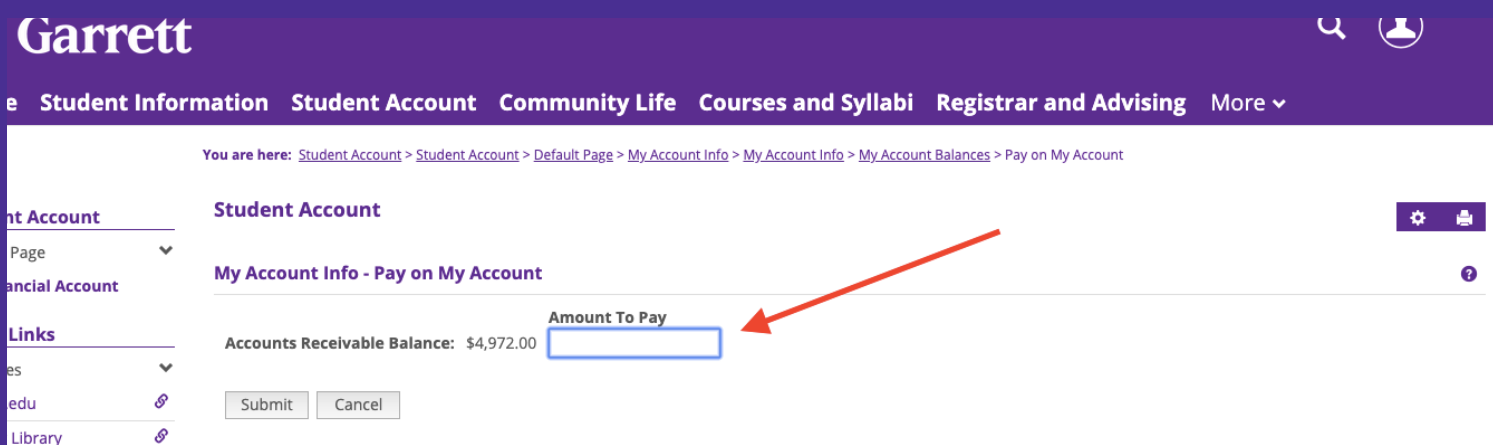 Garrett
e Student Information Student Account Community Life Courses and Syllabi Registrar and Advising More
You are here: Student Account > Student Account > Default Page > My Account Info > My Account Info > My Account Balances > Pay on My Account
nt Account
Page
ancial Account
Links
es
edu
Library
Student Account
My Account Info - Pay on My Account
?
Amount To Pay
Accounts Receivable Balance: $4,972.00
Submit Cancel